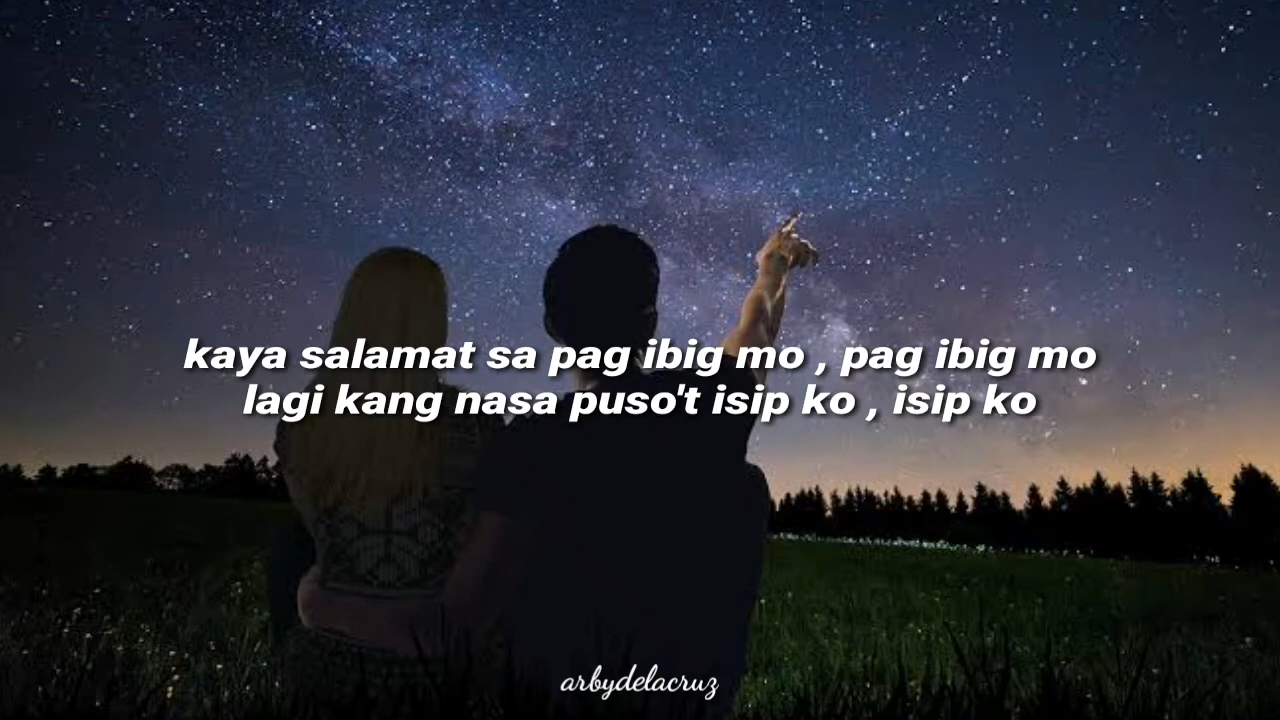 kaya salamat sa pag ibig mo , pag ibig mo
lagi kang nasa puso't isip ko , isip ko
arbydelacruz